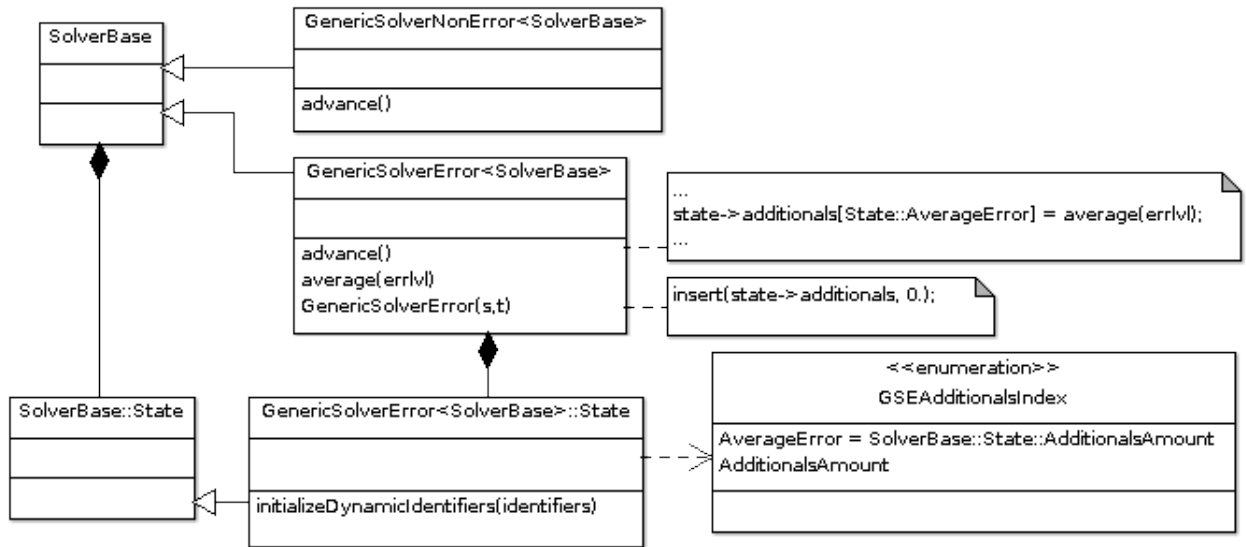 SolverBase
GenericSolverNonError<SolverBase>
advance()
GenericSolverError<SolverBase>
advance()
average(errlvl)
GenericSolverError(s,t)
...
state->additionals[State::AverageError] = average(errlvl);
...
insert(state->additionals, 0.);
SolverBase::State
GenericSolverError<SolverBase>::State
initializeDynamicIdentifiers(identifiers)
<<enumeration>>
GSEAdditionalsIndex
AverageError = SolverBase::State::AdditionalsAmount
AdditionalsAmount